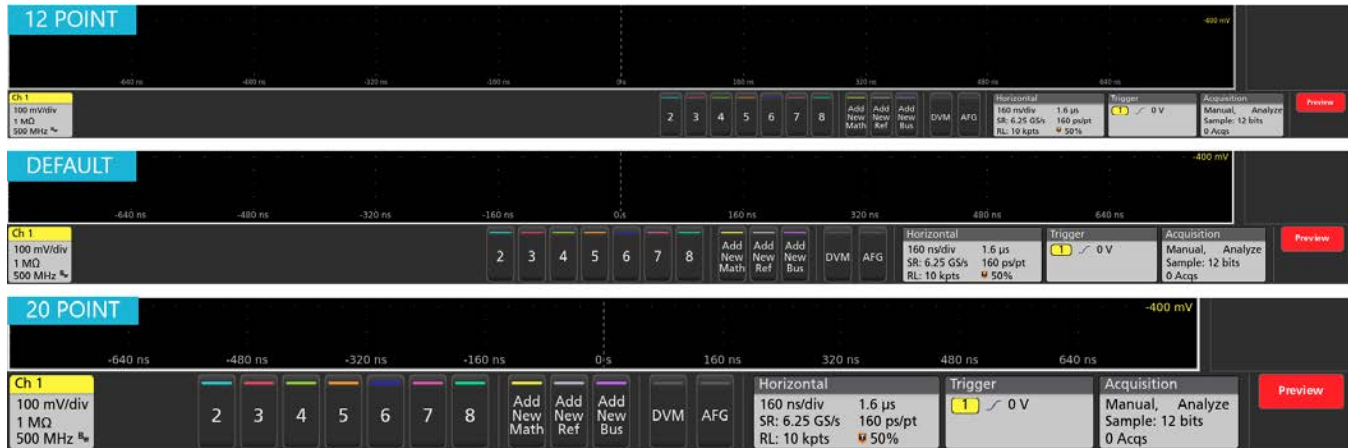 12 POINT
-400 mV
-640 ns -480 ns -320 ns -160 ns 0 s 160 ns 320 ns 480 ns 640 ns
Ch 1
100 mV/div
1 MΩ
500 MHz
2 3 4 5 6 7 8
Add New Math
Add New Ref
Add New Bus
DVM AFG
Horizontal
160 ns/div 1.6 µs
SR: 6.25 GS/s 160 ps/pt
RL: 10 kpts 50%
Trigger
1 0 V
Acquisition
Manual, Analyze
Sample: 12 bits
0 Acqs
Preview
DEFAULT
-400 mV
-640 ns -480 ns -320 ns -160 ns 0 s 160 ns 320 ns 480 ns 640 ns
Ch 1
100 mV/div
1 MΩ
500 MHz
2 3 4 5 6 7 8
Add New Math
Add New Ref
Add New Bus
DVM AFG
Horizontal
160 ns/div 1.6 µs
SR: 6.25 GS/s 160 ps/pt
RL: 10 kpts 50%
Trigger
1 0 V
Acquisition
Manual, Analyze
Sample: 12 bits
0 Acqs
Preview
20 POINT
-400 mV
-640 ns -480 ns -320 ns -160 ns 0 s 160 ns 320 ns 480 ns 640 ns
Ch 1
100 mV/div
1 MΩ
500 MHz
2 3 4 5 6 7 8
Add New Math
Add New Ref
Add New Bus
DVM AFG
Horizontal
160 ns/div 1.6 µs
SR: 6.25 GS/s 160 ps/pt
RL: 10 kpts 50%
Trigger
1 0 V
Acquisition
Manual, Analyze
Sample: 12 bits
0 Acqs
Preview